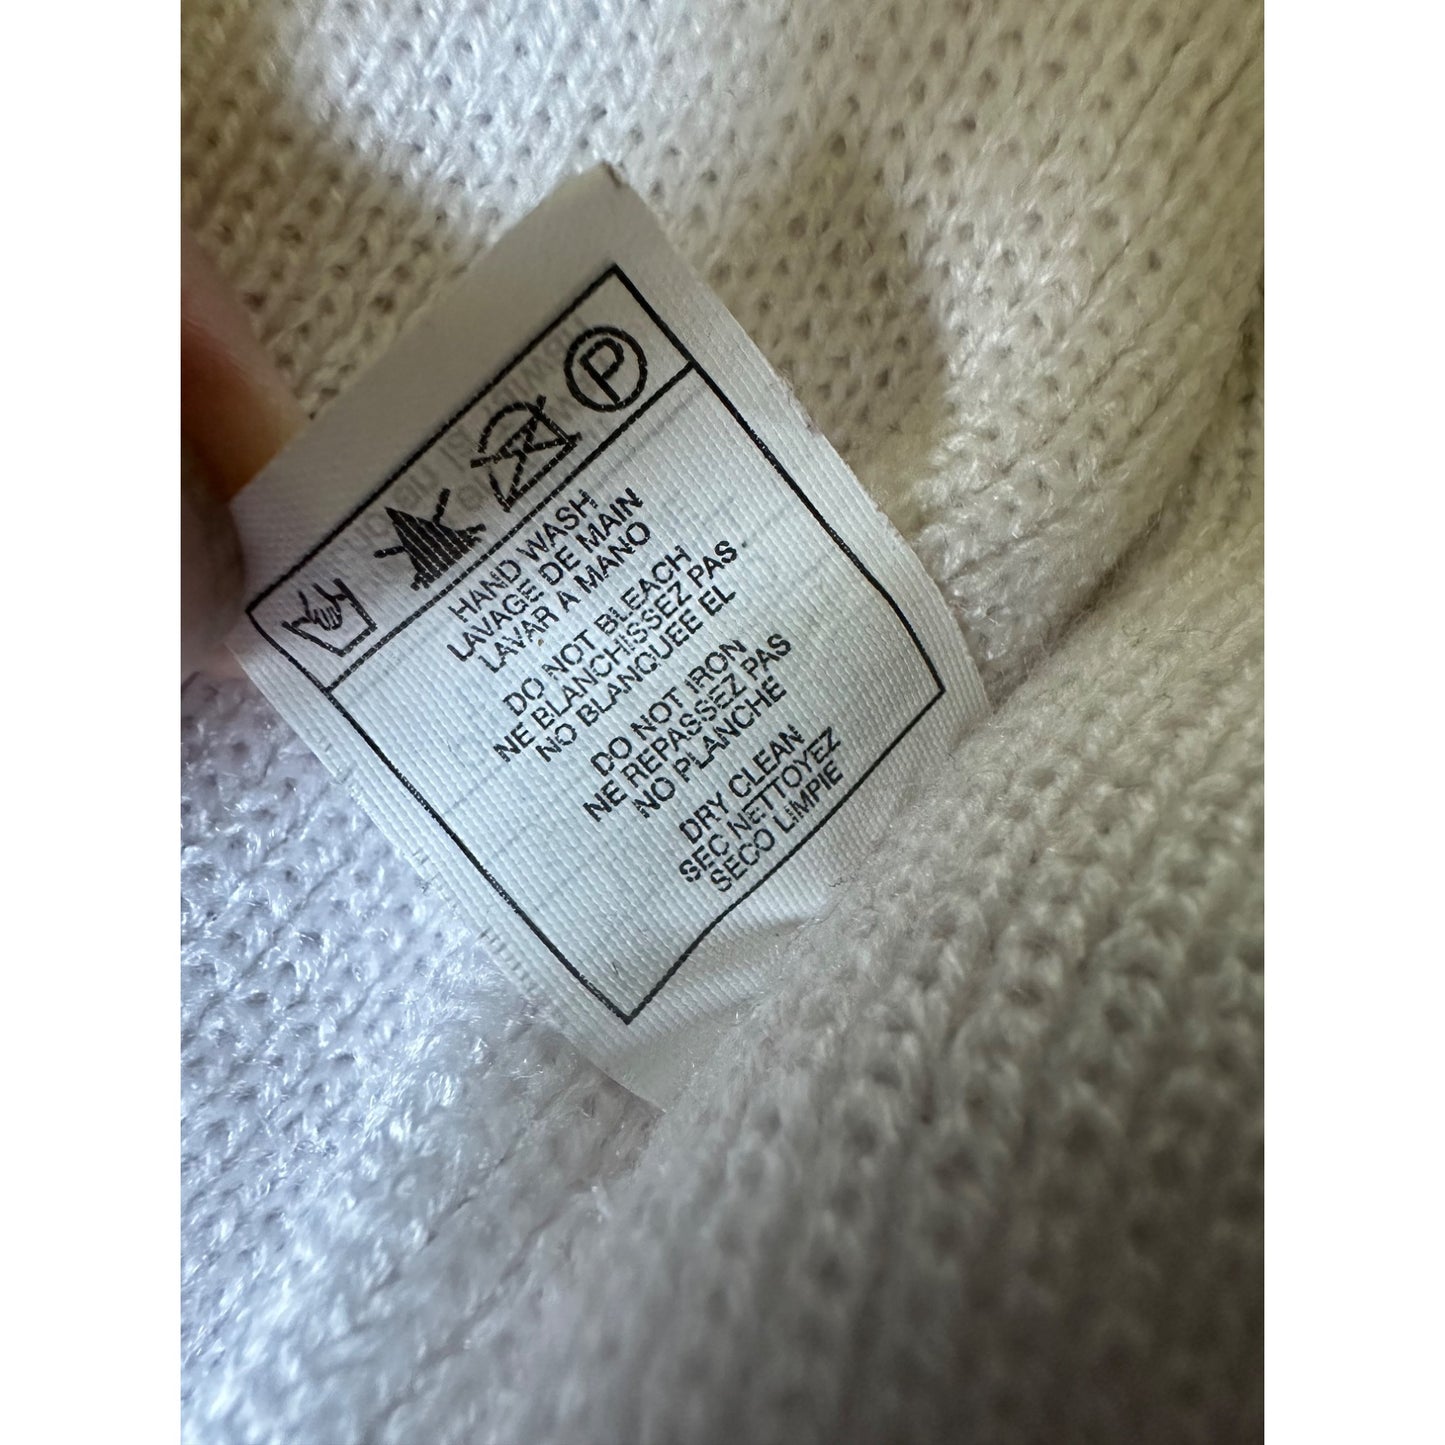 P
HAND WASH
LAVAGE DE MAIN
LAVAR A MANO
DO NOT BLEACH
NE BLANCHISSEZ PAS
NO BLANQUEE EL
DO NOT IRON
NE REPASSEZ PAS
NO PLANCHE
DRY CLEAN
SEC NETTOYEZ
SECO LIMPIE